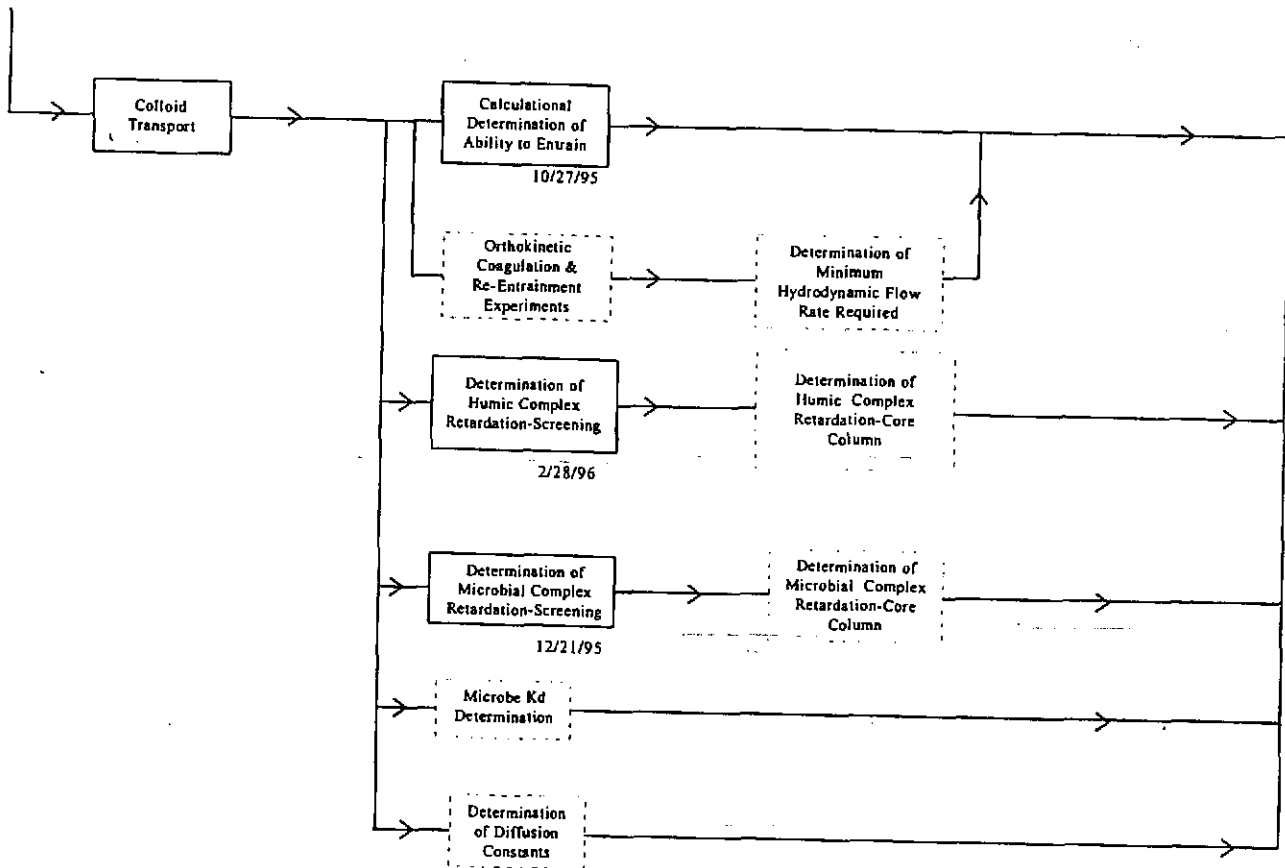 Colloid
Transport
Calculational
Determination of
Ability to Entrain
10/27/95
Orthokinetic
Coagulation &
Re-Entrainment
Experiments
Determination of
Minimum
Hydrodynamic Flow
Rate Required
Determination of
Humic Complex
Retardation-Screening
2/28/96
Determination of
Humic Complex
Retardation-Core
Column
Determination of
Microbial Complex
Retardation-Screening
12/21/95
Determination of
Microbial Complex
Retardation-Core
Column
Microbe Kd
Determination
Determination
of Diffusion
Constants